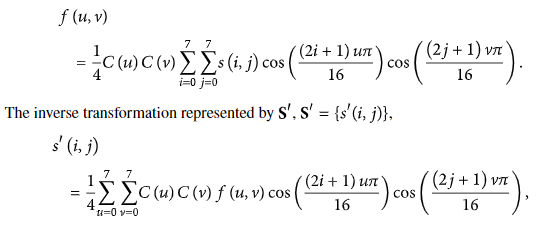 f (u, v)
= 1/4 C (u) C (v) ∑_{i=0}^{7} ∑_{j=0}^{7} s (i, j) cos ( (2i + 1) uπ / 16 ) cos ( (2j + 1) vπ / 16 ) .
The inverse transformation represented by S′, S′ = {s′(i, j)},
s′ (i, j)
= 1/4 ∑_{u=0}^{7} ∑_{v=0}^{7} C (u) C (v) f (u, v) cos ( (2i + 1) uπ / 16 ) cos ( (2j + 1) vπ / 16 ) ,